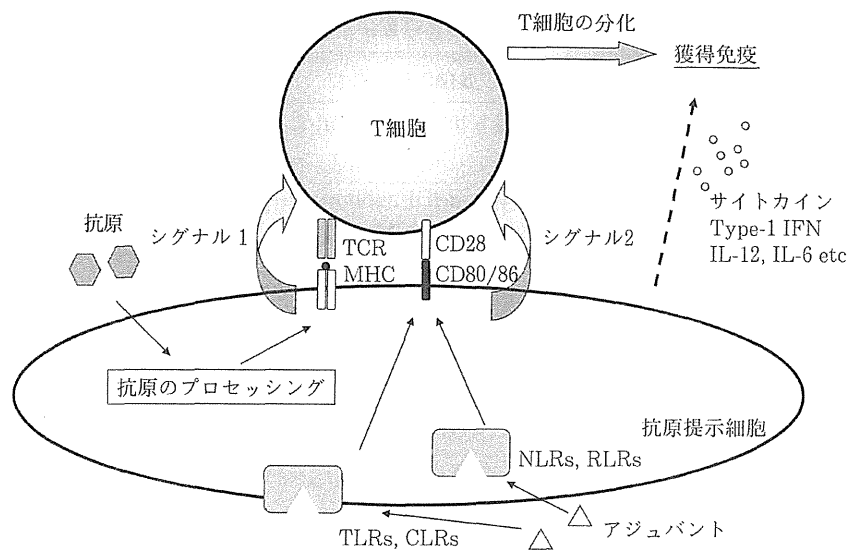 T細胞の分化
獲得免疫
T細胞
抗原
シグナル1
TCR
MHC
CD28
CD80/86
シグナル2
サイトカイン
Type-1 IFN
IL-12, IL-6 etc
抗原のプロセッシング
抗原提示細胞
NLRs, RLRs
TLRs, CLRs
アジュバント